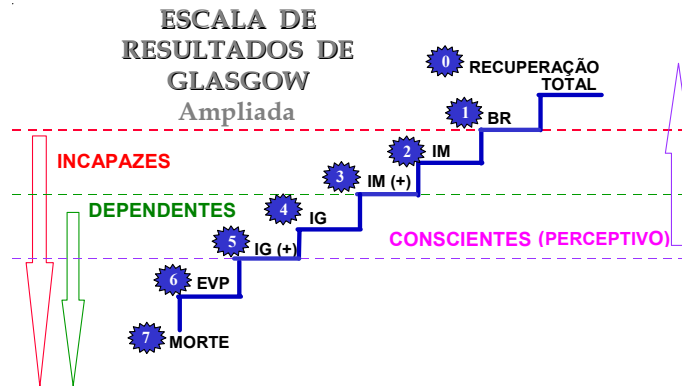 ESCALA DE
RESULTADOS DE
GLASGOW
Ampliada
0 RECUPERAÇÃO
TOTAL
1 BR
2 IM
INCAPAZES
3 IM (+)
DEPENDENTES
4 IG
CONSCIENTES (PERCEPTIVO)
5 IG (+)
6 EVP
7 MORTE